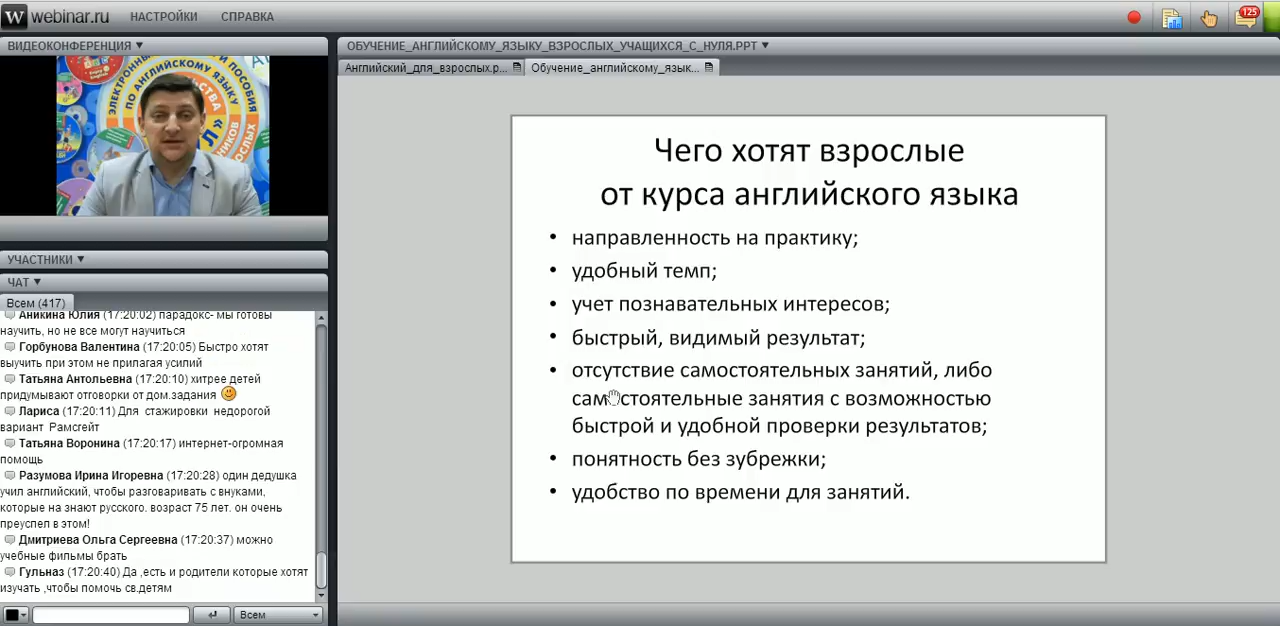 W webinar.ru НАСТРОЙКИ СПРАВКА
125
ВИДЕОКОНФЕРЕНЦИЯ
ОБУЧЕНИЕ_АНГЛИЙСКОМУ_ЯЗЫКУ_ВЗРОСЛЫХ_УЧАЩИХСЯ_С_НУЛЯ.PPT
Английский_для_взрослых.p... Обучение_английскому_язык...
ЭЛЕКТРОННЫЕ
ПОСОБИЯ
ПО АНГЛИЙСКОМУ ЯЗЫКУ
Чего хотят взрослые
от курса английского языка
• направленность на практику;
• удобный темп;
• учет познавательных интересов;
• быстрый, видимый результат;
• отсутствие самостоятельных занятий, либо
самостоятельные занятия с возможностью
быстрой и удобной проверки результатов;
• понятность без зубрежки;
• удобство по времени для занятий.
УЧАСТНИКИ
ЧАТ
Всем (417)
Аникина Юлия (17:20:02) парадокс- мы готовы
научить, но не все могут научиться
Горбунова Валентина (17:20:05) Быстро хотят
выучить при этом не прилагая усилий
Татьяна Антольевна (17:20:10) хитрее детей
придумывают отговорки от дом.задания
Лариса (17:20:11) Для стажировки недорогой
вариант Рамсгейт
Татьяна Воронина (17:20:17) интернет-огромная
помощь
Разумова Ирина Игоревна (17:20:28) один дедушка
учил английский, чтобы разговаривать с внуками,
которые на знают русского. возраст 75 лет. он очень
преуспел в этом!
Дмитриева Ольга Сергеевна (17:20:37) можно
учебные фильмы брать
Гульназ (17:20:40) Да ,есть и родители которые хотят
изучать ,чтобы помочь св.детям
Всем